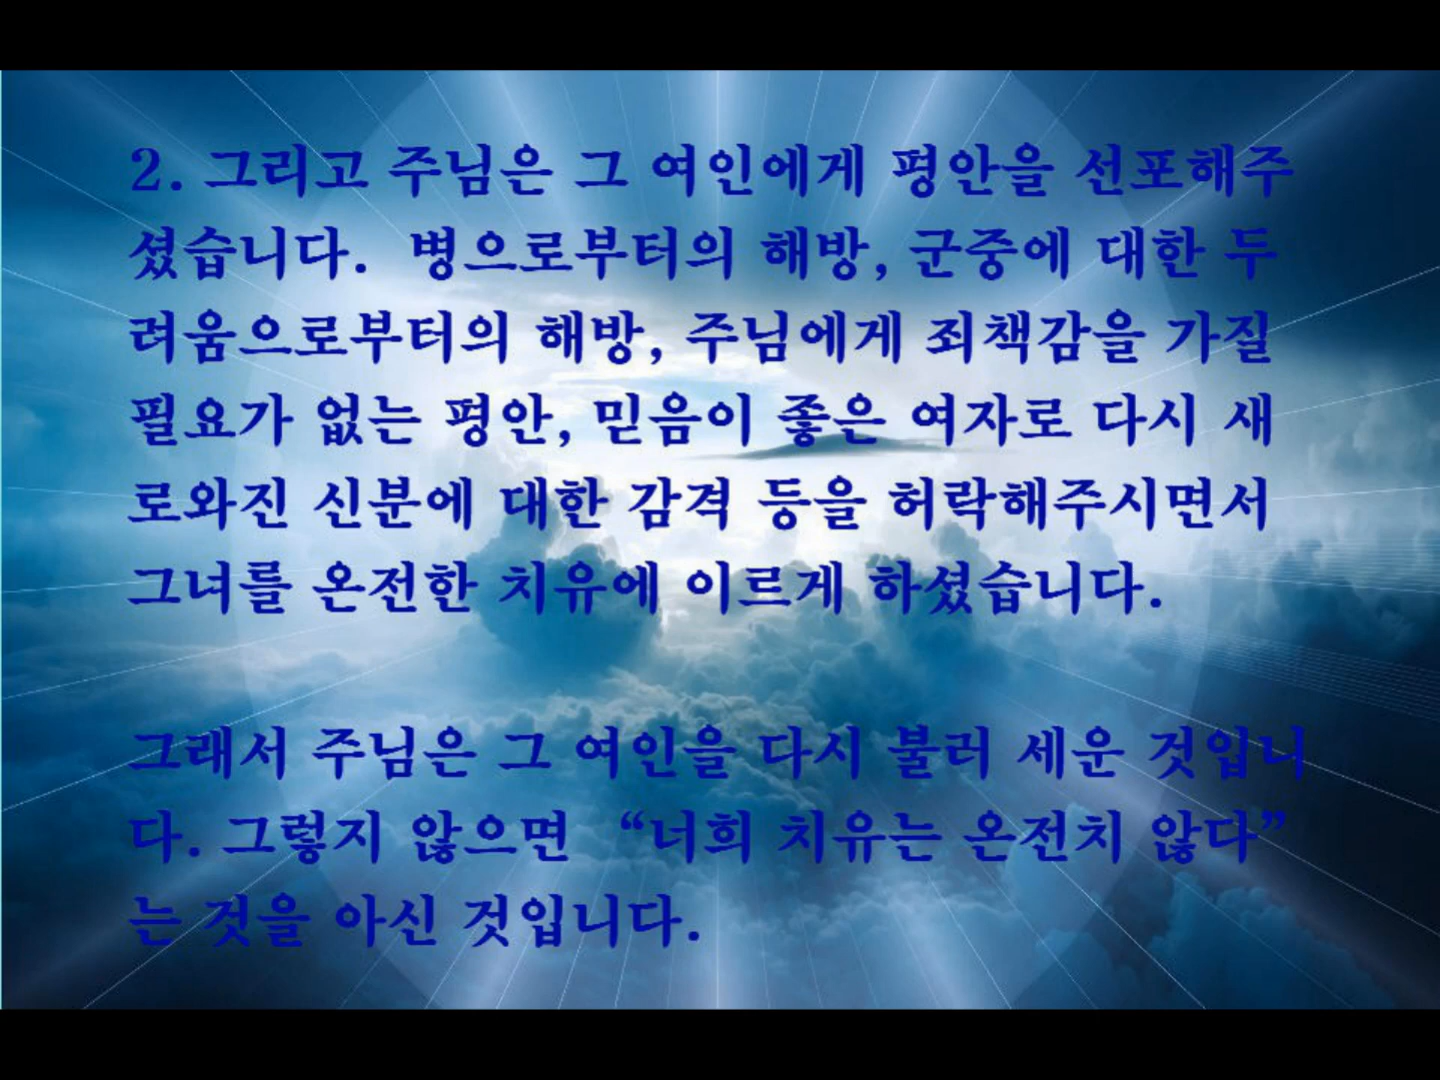 2. 그리고 주님은 그 여인에게 평안을 선포해주
셨습니다.  병으로부터의 해방, 군중에 대한 두
려움으로부터의 해방, 주님에게 죄책감을 가질
필요가 없는 평안, 믿음이 좋은 여자로 다시 새
로와진 신분에 대한 감격 등을 허락해주시면서
그녀를 온전한 치유에 이르게 하셨습니다.
그래서 주님은 그 여인을 다시 불러 세운 것입니
다. 그렇지 않으면  “너희 치유는 온전치 않다”
는 것을 아신 것입니다.